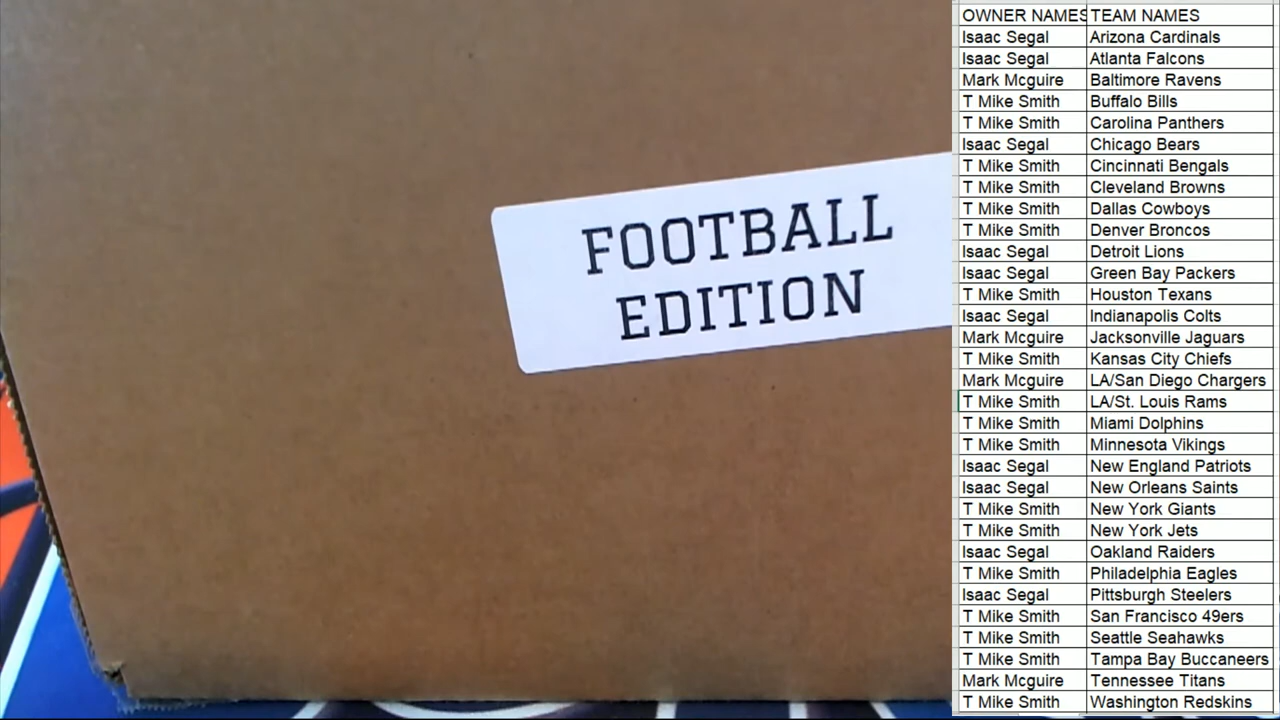 FOOTBALL
EDITION
OWNER NAMES TEAM NAMES
Isaac Segal Arizona Cardinals
Isaac Segal Atlanta Falcons
Mark Mcguire Baltimore Ravens
T Mike Smith Buffalo Bills
T Mike Smith Carolina Panthers
Isaac Segal Chicago Bears
T Mike Smith Cincinnati Bengals
T Mike Smith Cleveland Browns
T Mike Smith Dallas Cowboys
T Mike Smith Denver Broncos
Isaac Segal Detroit Lions
Isaac Segal Green Bay Packers
T Mike Smith Houston Texans
Isaac Segal Indianapolis Colts
Mark Mcguire Jacksonville Jaguars
T Mike Smith Kansas City Chiefs
Mark Mcguire LA/San Diego Chargers
T Mike Smith LA/St. Louis Rams
T Mike Smith Miami Dolphins
T Mike Smith Minnesota Vikings
Isaac Segal New England Patriots
Isaac Segal New Orleans Saints
T Mike Smith New York Giants
T Mike Smith New York Jets
Isaac Segal Oakland Raiders
T Mike Smith Philadelphia Eagles
Isaac Segal Pittsburgh Steelers
T Mike Smith San Francisco 49ers
T Mike Smith Seattle Seahawks
T Mike Smith Tampa Bay Buccaneers
Mark Mcguire Tennessee Titans
T Mike Smith Washington Redskins